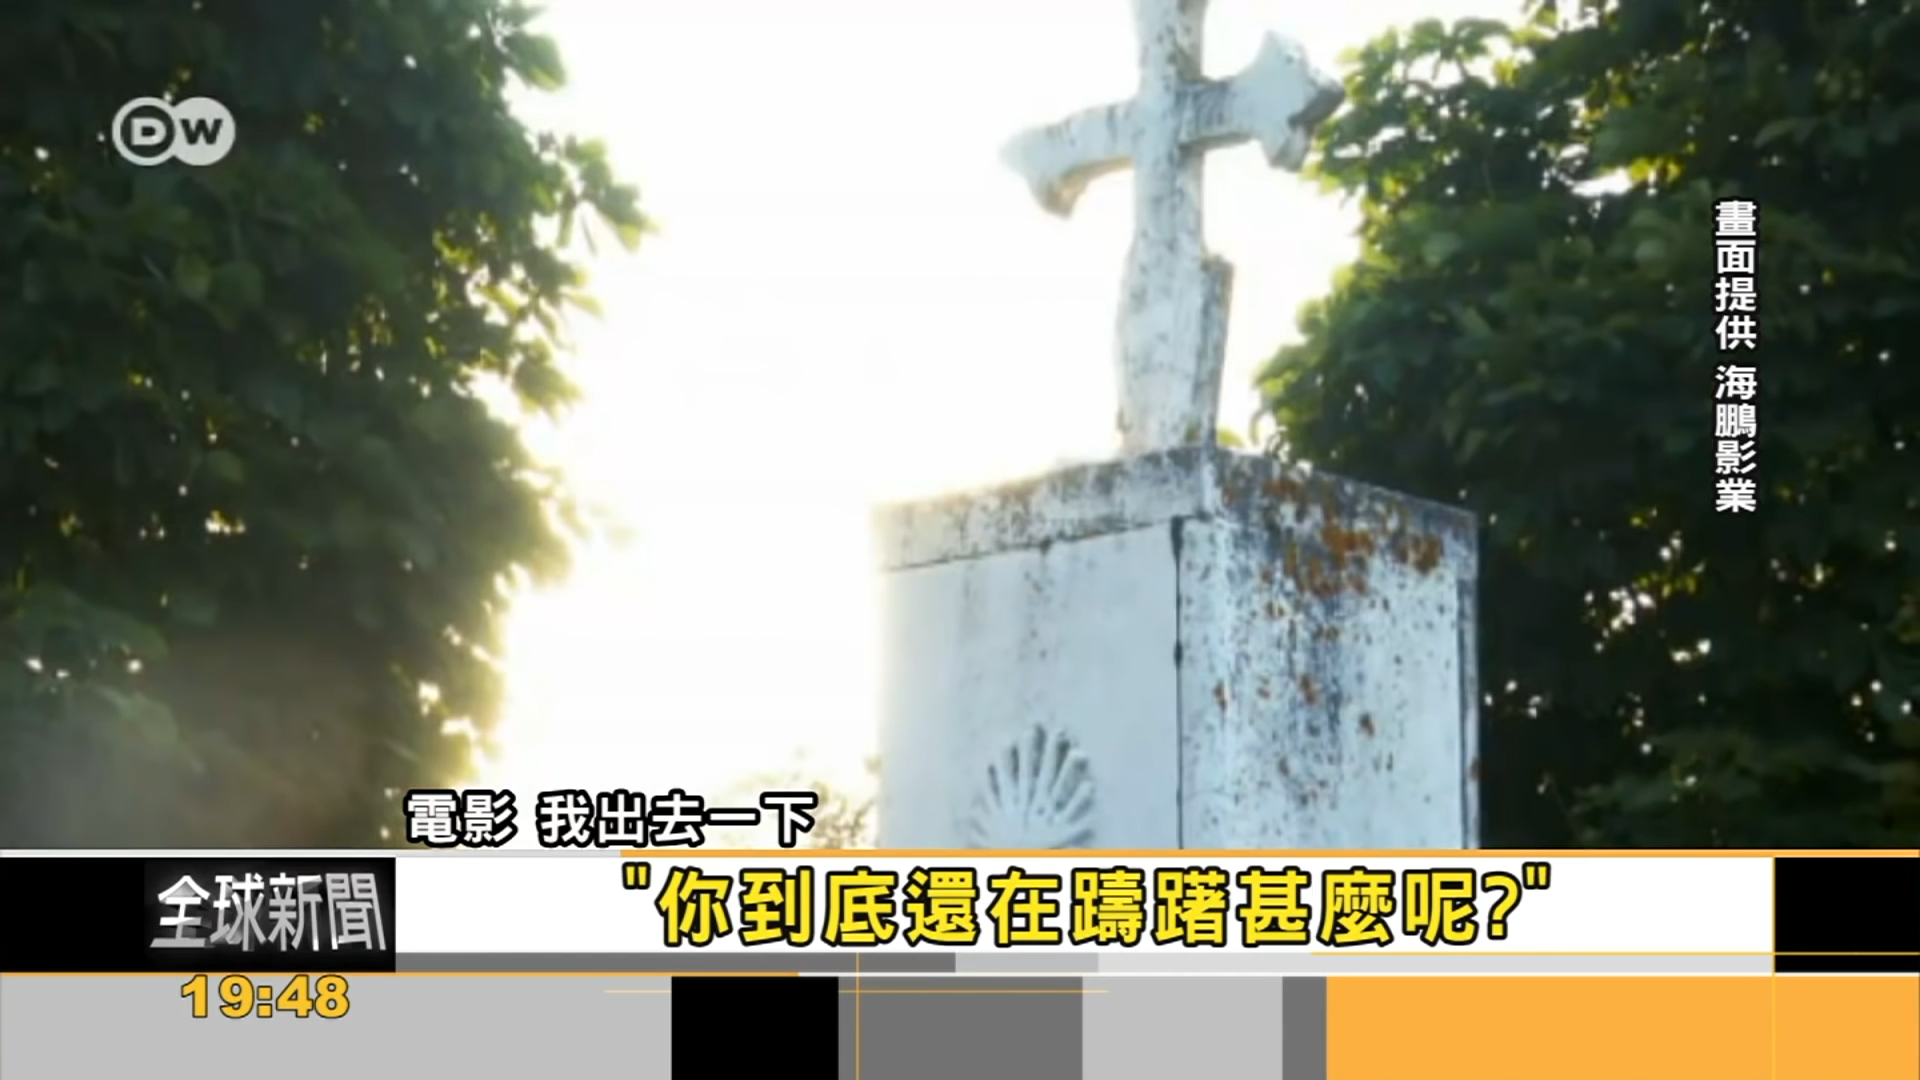 DW
畫面提供 海鵬影業
電影 我出去一下
全球新聞
"你到底還在躊躇甚麼呢?"
19:48